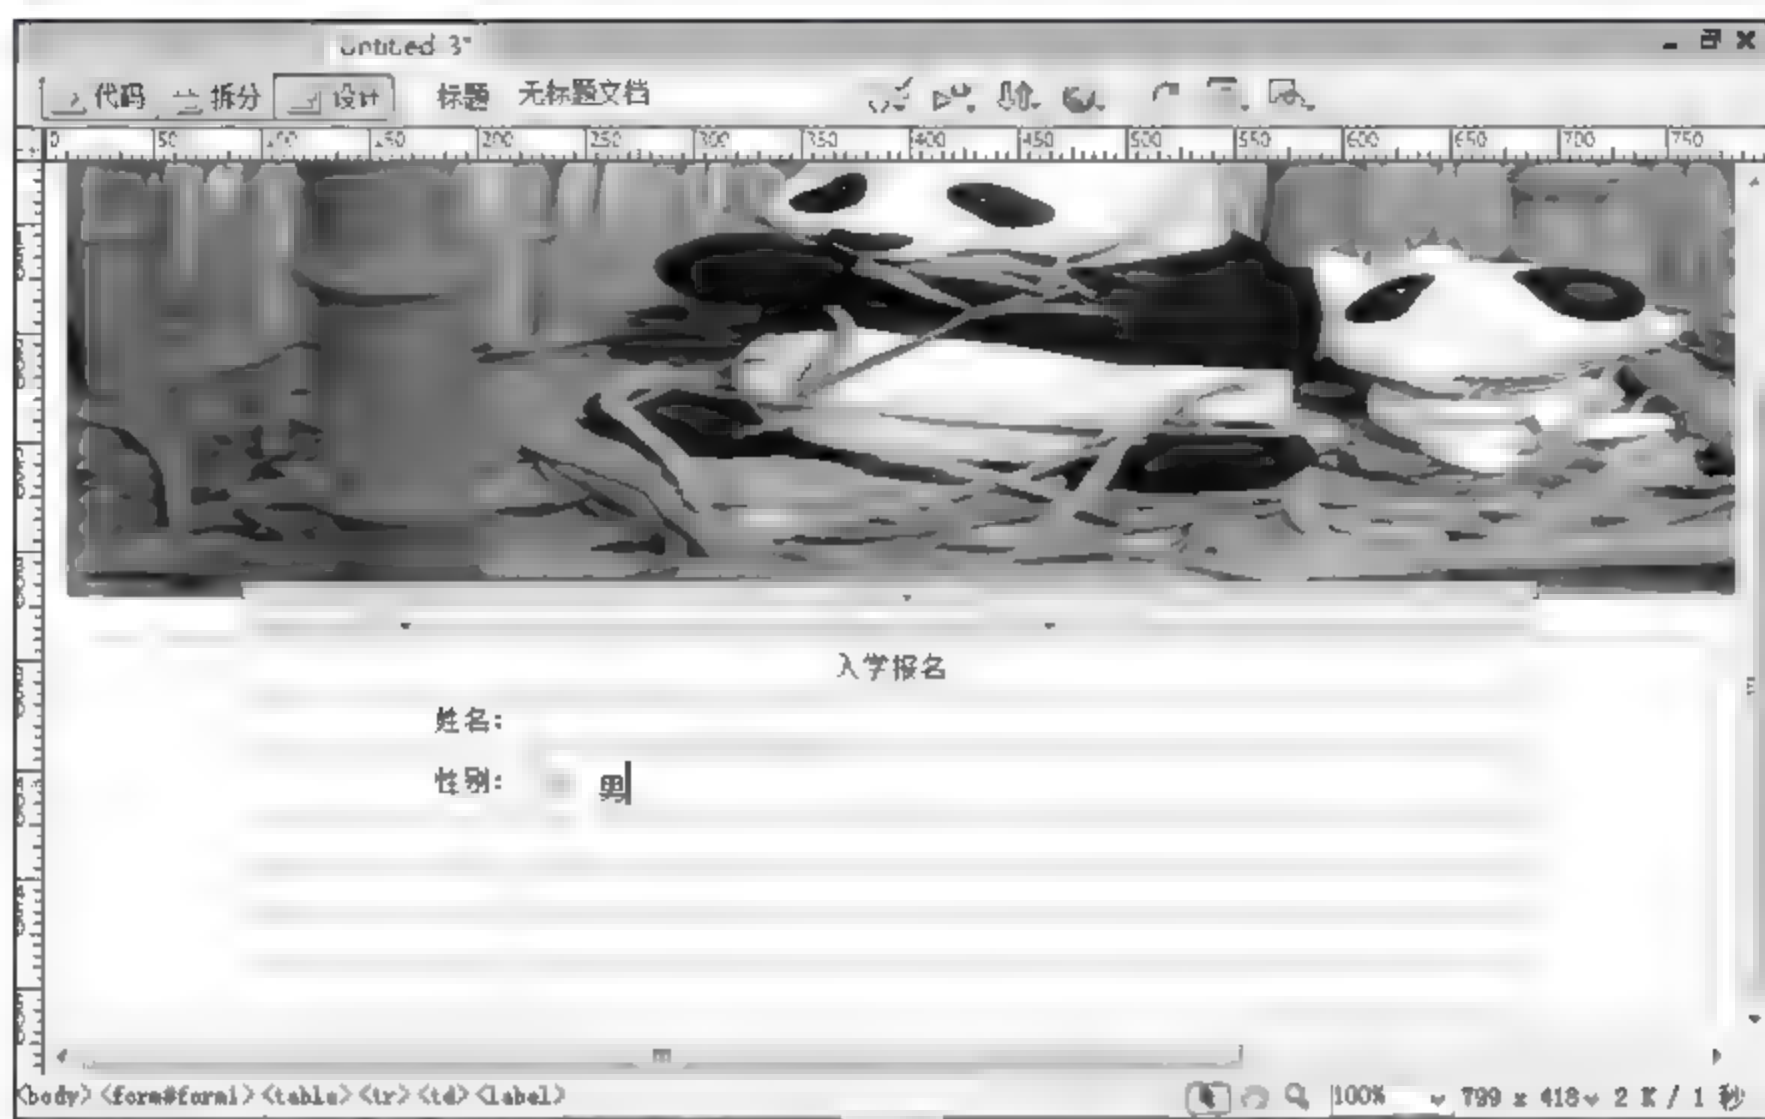 Untitled-3*
代码 拆分 设计 标题 无标题文档
0 50 100 150 200 250 300 350 400 450 500 550 600 650 700 750
入学报名
姓名:
性别: 男
<body> <form#form1> <table> <tr> <td> <label> 100% 799 x 418 2 K / 1 秒